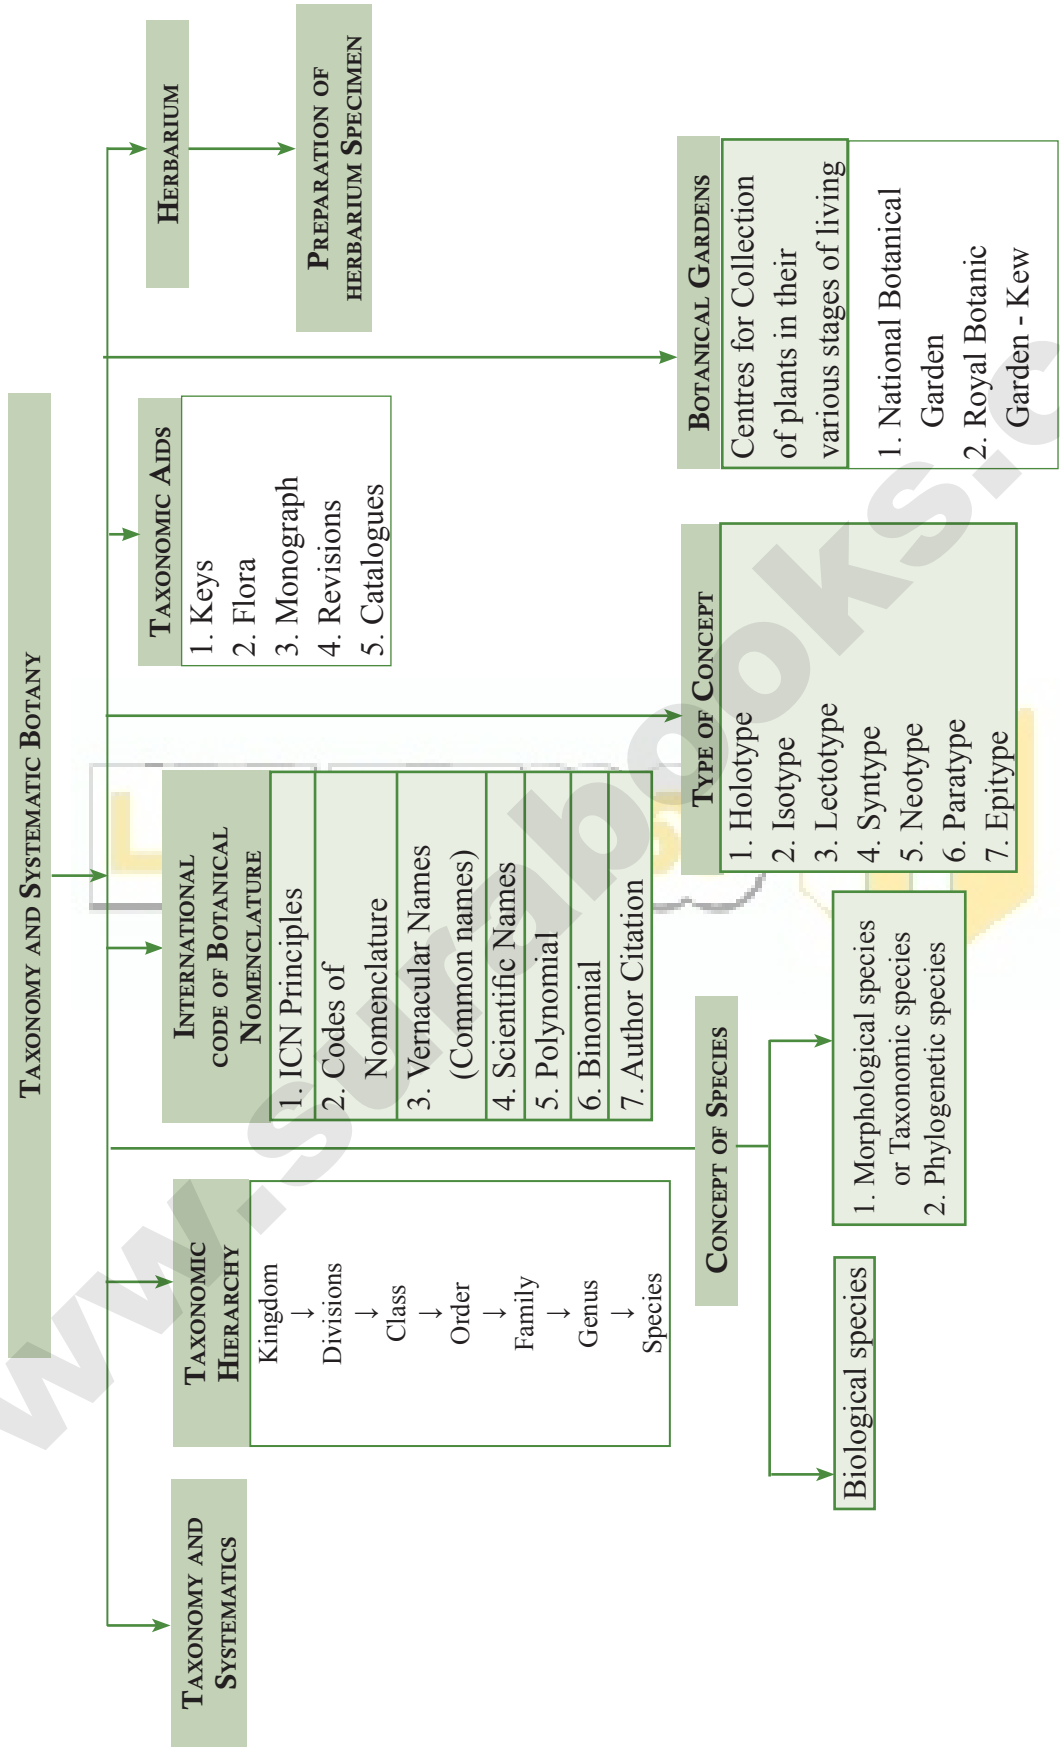 TAXONOMY AND SYSTEMATIC BOTANY
TAXONOMY AND
SYSTEMATICS
TAXONOMIC
HIERARCHY
Kingdom
↓
Divisions
↓
Class
↓
Order
↓
Family
↓
Genus
↓
Species
CONCEPT OF SPECIES
Biological species
1. Morphological species
or Taxonomic species
2. Phylogenetic species
INTERNATIONAL
CODE OF BOTANICAL
NOMENCLATURE
1. ICN Principles
2. Codes of
Nomenclature
3. Vernacular Names
(Common names)
4. Scientific Names
5. Polynomial
6. Binomial
7. Author Citation
TYPE OF CONCEPT
1. Holotype
2. Isotype
3. Lectotype
4. Syntype
5. Neotype
6. Paratype
7. Epitype
TAXONOMIC AIDS
1. Keys
2. Flora
3. Monograph
4. Revisions
5. Catalogues
BOTANICAL GARDENS
Centres for Collection
of plants in their
various stages of living
1. National Botanical
Garden
2. Royal Botanic
Garden - Kew
HERBARIUM
PREPARATION OF
HERBARIUM SPECIMEN
www.surabooks.c